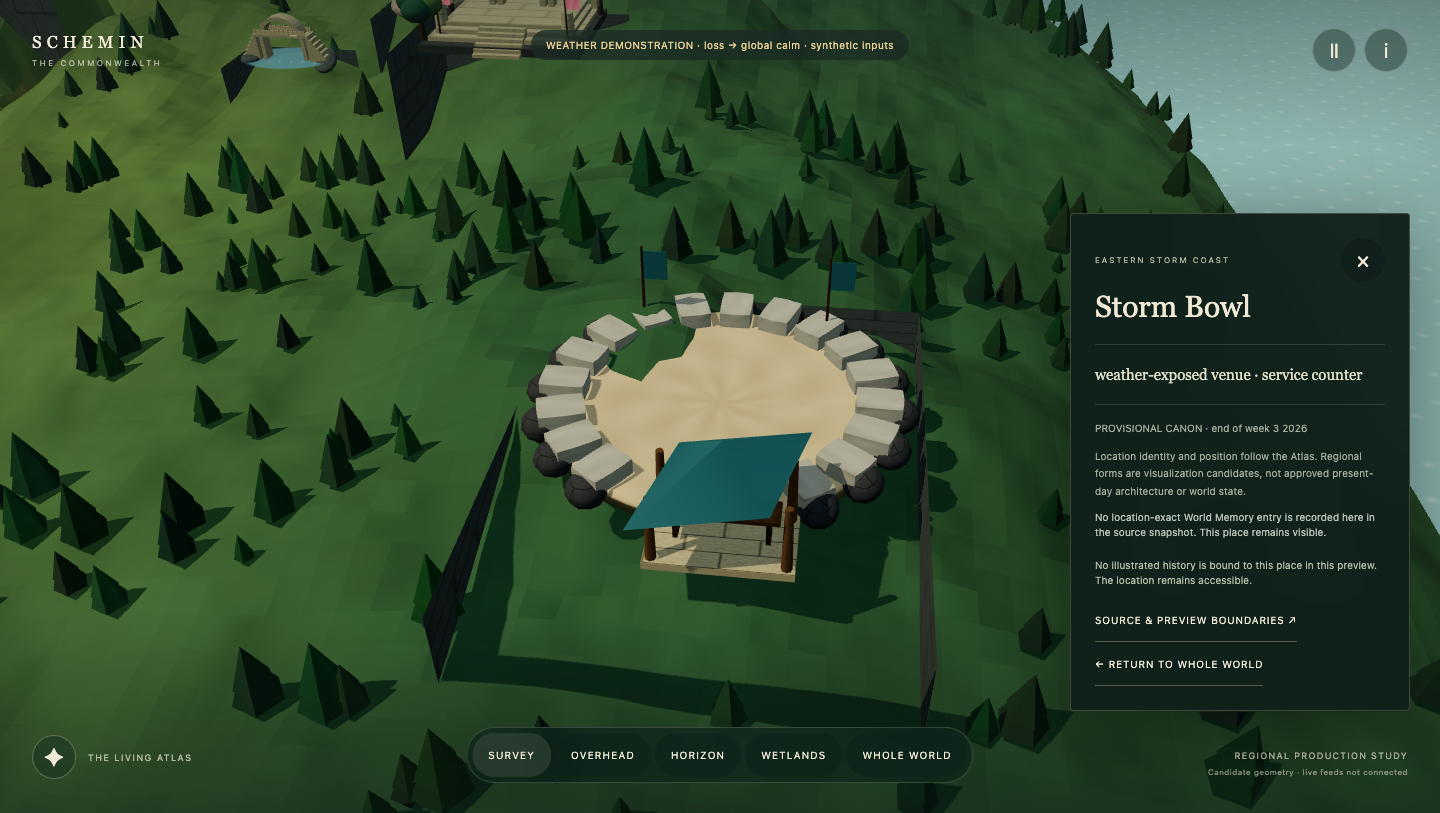 SCHEMIN
THE COMMONWEALTH
WEATHER DEMONSTRATION · loss → global calm · synthetic inputs
i
EASTERN STORM COAST
×
Storm Bowl
weather-exposed venue · service counter
PROVISIONAL CANON · end of week 3 2026
Location identity and position follow the Atlas. Regional
forms are visualization candidates, not approved present-
day architecture or world state.
No location-exact World Memory entry is recorded here in
the source snapshot. This place remains visible.
No illustrated history is bound to this place in this preview.
The location remains accessible.
SOURCE & PREVIEW BOUNDARIES ↗
← RETURN TO WHOLE WORLD
THE LIVING ATLAS
SURVEY
OVERHEAD
HORIZON
WETLANDS
WHOLE WORLD
REGIONAL PRODUCTION STUDY
Candidate geometry · live feeds not connected